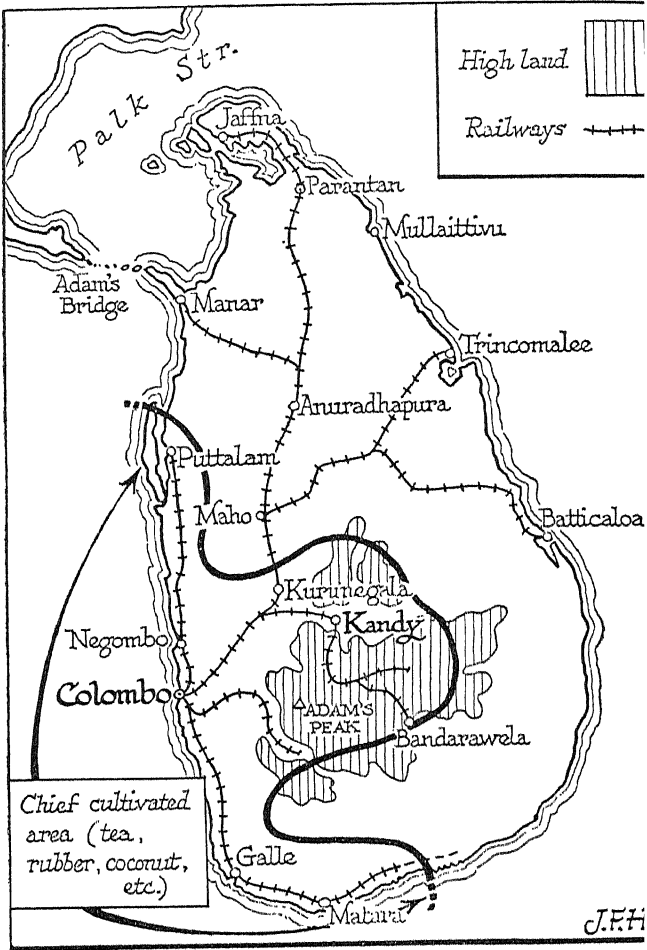 Palk Str.
High land
Railways
Jaffna
Parantan
Mullaittivu
Adam's
Bridge
Manar
Trincomalee
Anuradhapura
Puttalam
Maho
Batticaloa
Kurunegala
Kandy
Negombo
Colombo
ADAM'S
PEAK
Bandarawela
Chief cultivated
area (tea,
rubber, coconut,
etc.)
Galle
Matara
J.F.H